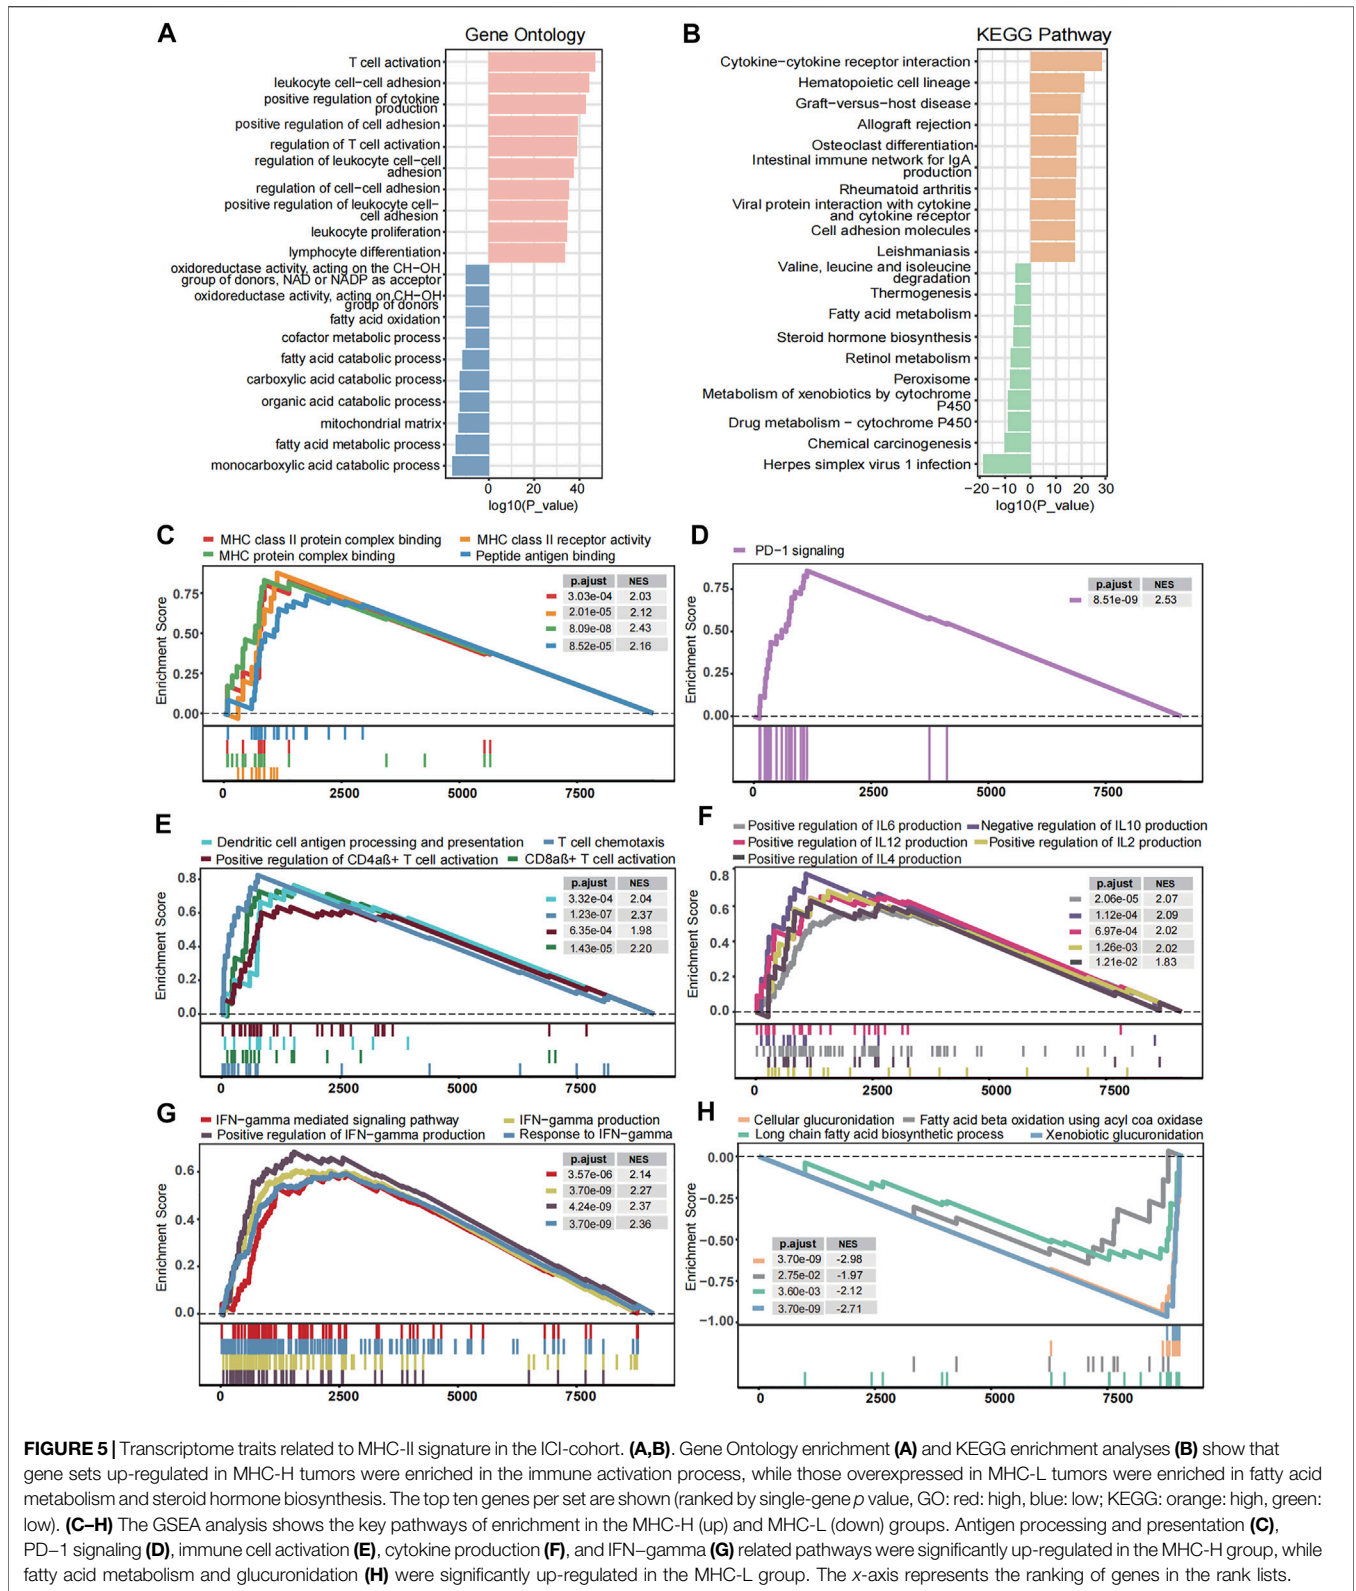 A
Gene Ontology
T cell activation
leukocyte cell-cell adhesion
positive regulation of cytokine
production
positive regulation of cell adhesion
regulation of T cell activation
regulation of leukocyte cell-cell
adhesion
regulation of cell-cell adhesion
positive regulation of leukocyte cell-
cell adhesion
leukocyte proliferation
lymphocyte differentiation
oxidoreductase activity, acting on the CH-OH
group of donors, NAD or NADP as acceptor
oxidoreductase activity, acting on CH-OH
group of donors
fatty acid oxidation
cofactor metabolic process
fatty acid catabolic process
carboxylic acid catabolic process
organic acid catabolic process
mitochondrial matrix
fatty acid metabolic process
monocarboxylic acid catabolic process
0 20 40
log10(P_value)
B
KEGG Pathway
Cytokine-cytokine receptor interaction
Hematopoietic cell lineage
Graft-versus-host disease
Allograft rejection
Osteoclast differentiation
Intestinal immune network for IgA
production
Rheumatoid arthritis
Viral protein interaction with cytokine
and cytokine receptor
Cell adhesion molecules
Leishmaniasis
Valine, leucine and isoleucine
degradation
Thermogenesis
Fatty acid metabolism
Steroid hormone biosynthesis
Retinol metabolism
Peroxisome
Metabolism of xenobiotics by cytochrome
P450
Drug metabolism - cytochrome P450
Chemical carcinogenesis
Herpes simplex virus 1 infection
-20 -10 0 10 20 30
log10(P_value)
C
MHC class II protein complex binding MHC class II receptor activity
MHC protein complex binding Peptide antigen binding
Enrichment Score
0.75
0.50
0.25
0.00
p.ajust NES
3.03e-04 2.03
2.01e-05 2.12
8.09e-08 2.43
8.52e-05 2.16
0 2500 5000 7500
D
PD-1 signaling
Enrichment Score
0.75
0.50
0.25
0.00
p.ajust NES
8.51e-09 2.53
0 2500 5000 7500
E
Dendritic cell antigen processing and presentation T cell chemotaxis
Positive regulation of CD4aß+ T cell activation CD8aß+ T cell activation
Enrichment Score
0.8
0.6
0.4
0.2
0.0
p.ajust NES
3.32e-04 2.04
1.23e-07 2.37
6.35e-04 1.98
1.43e-05 2.20
0 2500 5000 7500
F
Positive regulation of IL6 production Negative regulation of IL10 production
Positive regulation of IL12 production Positive regulation of IL2 production
Positive regulation of IL4 production
Enrichment Score
0.8
0.6
0.4
0.2
0.0
p.ajust NES
2.06e-05 2.07
1.12e-04 2.09
6.97e-04 2.02
1.26e-03 2.02
1.21e-02 1.83
0 2500 5000 7500
G
IFN-gamma mediated signaling pathway IFN-gamma production
Positive regulation of IFN-gamma production Response to IFN-gamma
Enrichment Score
0.6
0.4
0.2
0.0
p.ajust NES
3.57e-06 2.14
3.70e-09 2.27
4.24e-09 2.37
3.70e-09 2.36
0 2500 5000 7500
H
Cellular glucuronidation Fatty acid beta oxidation using acyl coa oxidase
Long chain fatty acid biosynthetic process Xenobiotic glucuronidation
Enrichment Score
0.00
-0.25
-0.50
-0.75
-1.00
p.ajust NES
3.70e-09 -2.98
2.75e-02 -1.97
3.60e-03 -2.12
3.70e-09 -2.71
0 2500 5000 7500
FIGURE 5 | Transcriptome traits related to MHC-II signature in the ICI-cohort. (A,B). Gene Ontology enrichment (A) and KEGG enrichment analyses (B) show that
gene sets up-regulated in MHC-H tumors were enriched in the immune activation process, while those overexpressed in MHC-L tumors were enriched in fatty acid
metabolism and steroid hormone biosynthesis. The top ten genes per set are shown (ranked by single-gene p value, GO: red: high, blue: low; KEGG: orange: high, green:
low). (C–H) The GSEA analysis shows the key pathways of enrichment in the MHC-H (up) and MHC-L (down) groups. Antigen processing and presentation (C),
PD–1 signaling (D), immune cell activation (E), cytokine production (F), and IFN–gamma (G) related pathways were significantly up-regulated in the MHC-H group, while
fatty acid metabolism and glucuronidation (H) were significantly up-regulated in the MHC-L group. The x-axis represents the ranking of genes in the rank lists.